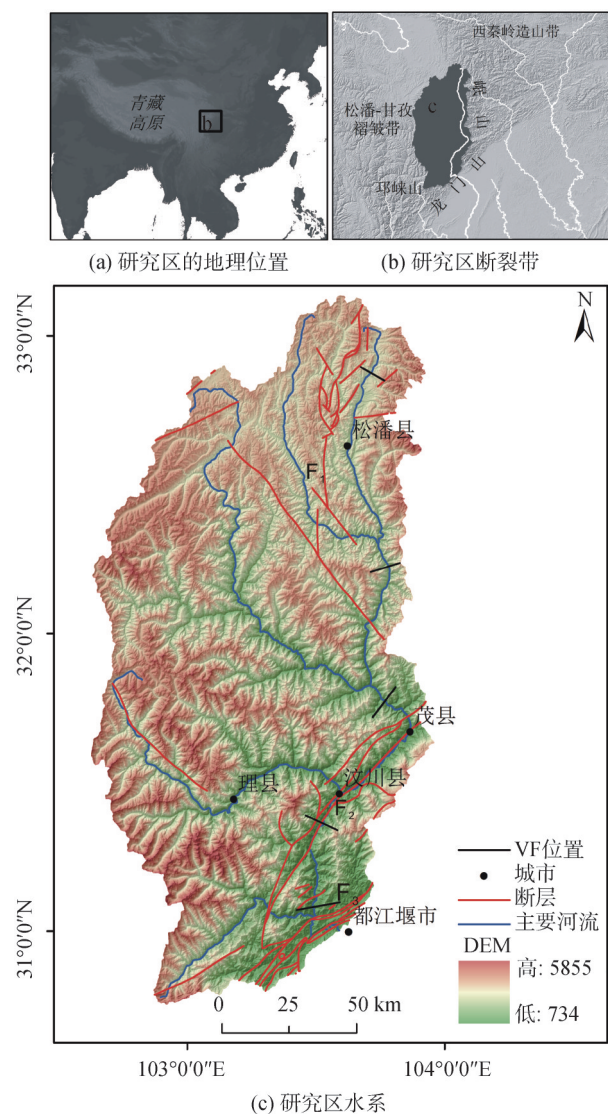 青藏
高原
b
(a) 研究区的地理位置
西秦岭造山带
松潘-甘孜
褶皱带
c
岷
山
邛崃山
龙门山
(b) 研究区断裂带
N
33°0′0″N
32°0′0″N
31°0′0″N
松潘县
F₁
茂县
理县
汶川县
F₂
F₃
都江堰市
VF位置
城市
断层
主要河流
DEM
高: 5855
低: 734
0 25 50 km
103°0′0″E 104°0′0″E
(c) 研究区水系